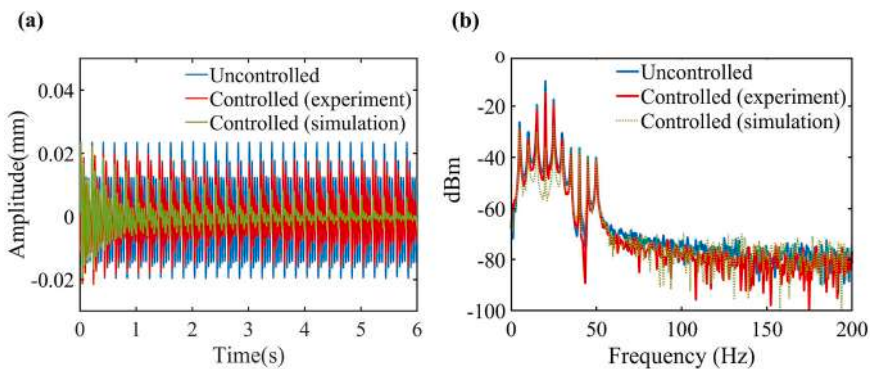 (a)
0.04
0.02
0
-0.02
Amplitude(mm)
Uncontrolled
Controlled (experiment)
Controlled (simulation)
0 1 2 3 4 5 6
Time(s)
(b)
0
-20
-40
-60
-80
-100
dBm
Uncontrolled
Controlled (experiment)
Controlled (simulation)
0 50 100 150 200
Frequency (Hz)